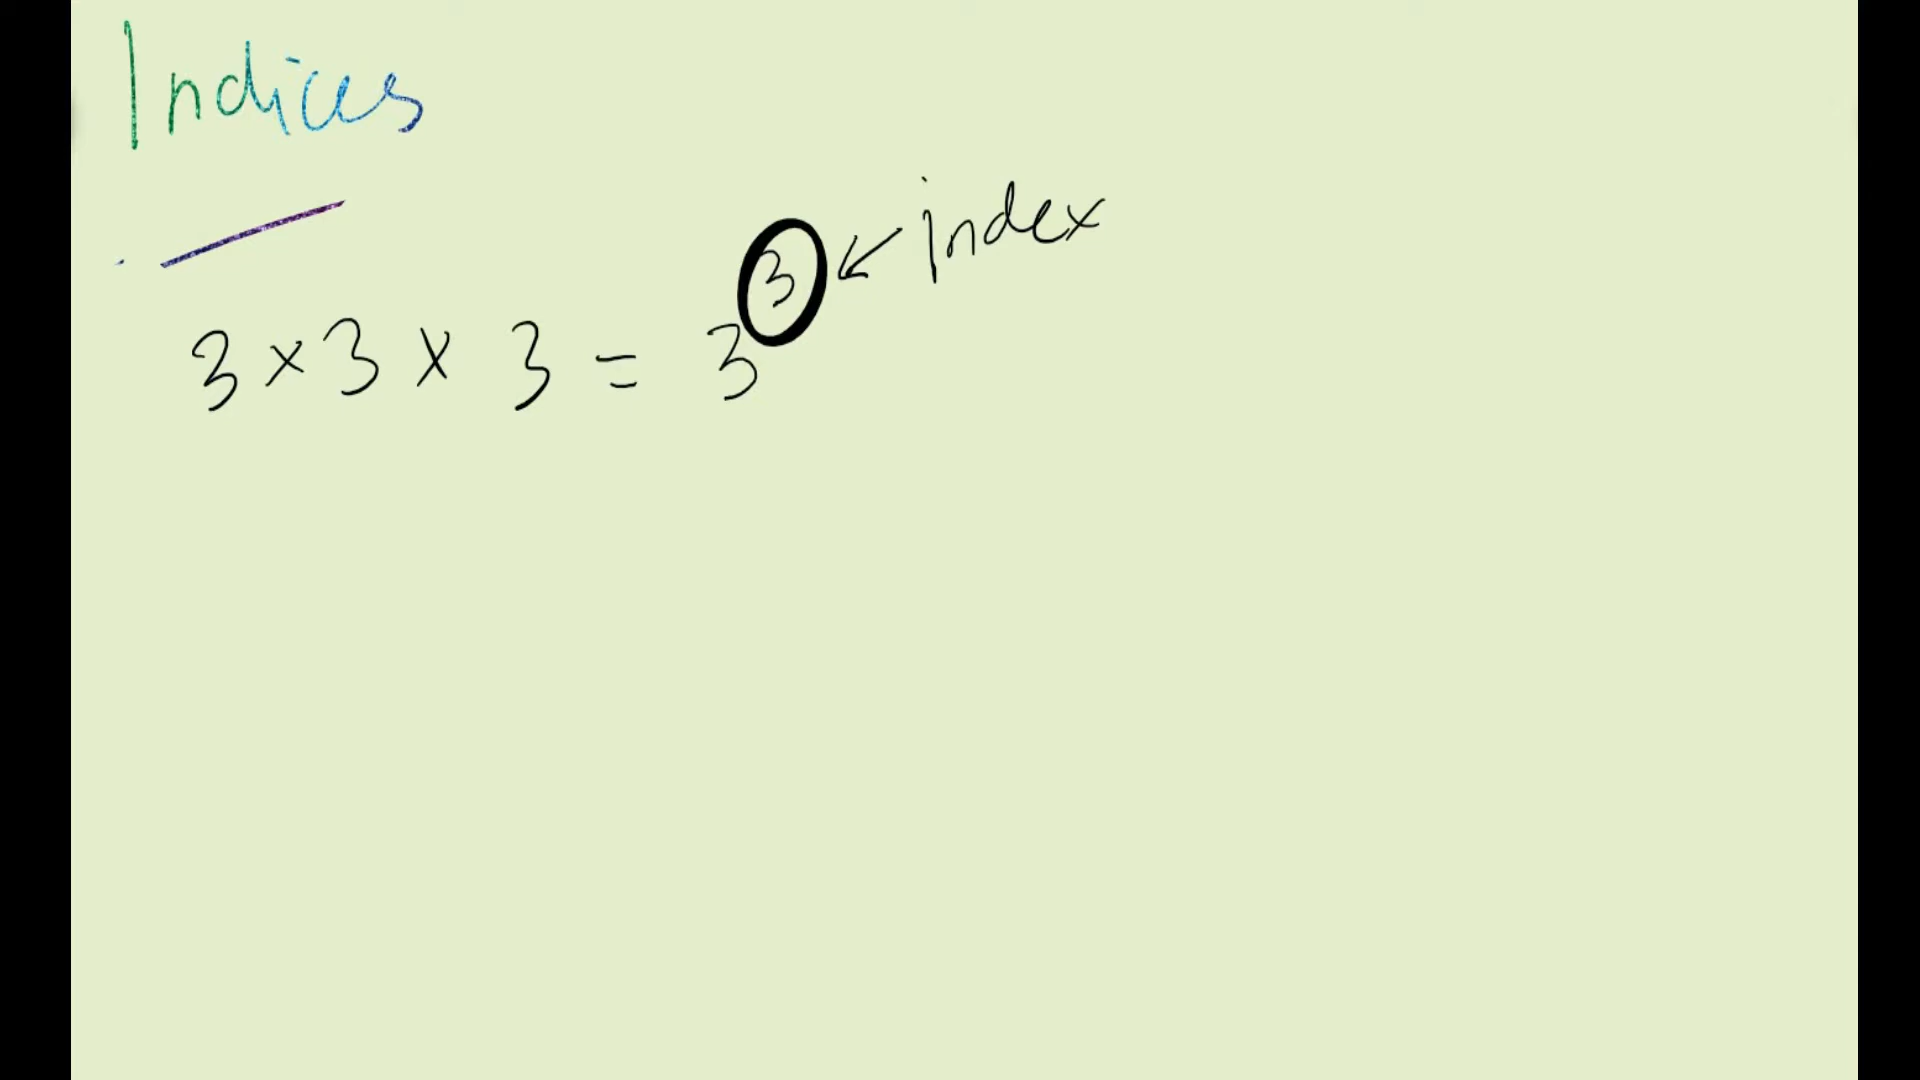 Indices
index
3 × 3 × 3 = 3³